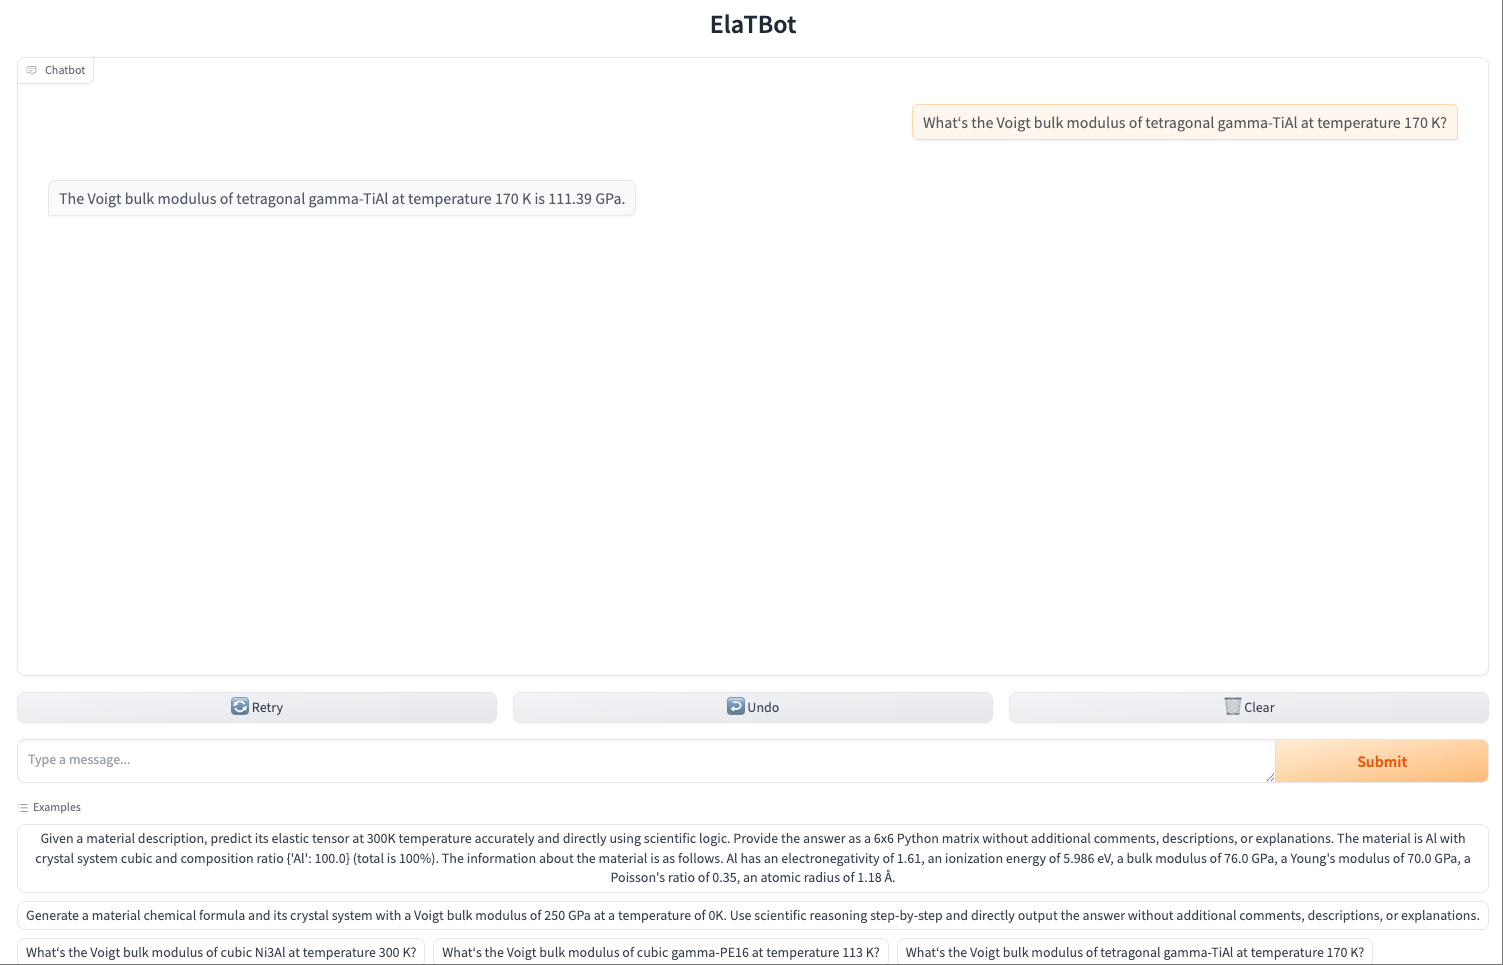 ElaTBot
Chatbot
What‘s the Voigt bulk modulus of tetragonal gamma-TiAl at temperature 170 K?
The Voigt bulk modulus of tetragonal gamma-TiAl at temperature 170 K is 111.39 GPa.
Retry
Undo
Clear
Type a message...
Submit
Examples
Given a material description, predict its elastic tensor at 300K temperature accurately and directly using scientific logic. Provide the answer as a 6x6 Python matrix without additional comments, descriptions, or explanations. The material is Al with
crystal system cubic and composition ratio {'Al': 100.0} (total is 100%). The information about the material is as follows. Al has an electronegativity of 1.61, an ionization energy of 5.986 eV, a bulk modulus of 76.0 GPa, a Young's modulus of 70.0 GPa, a
Poisson's ratio of 0.35, an atomic radius of 1.18 Å.
Generate a material chemical formula and its crystal system with a Voigt bulk modulus of 250 GPa at a temperature of 0K. Use scientific reasoning step-by-step and directly output the answer without additional comments, descriptions, or explanations.
What‘s the Voigt bulk modulus of cubic Ni3Al at temperature 300 K?
What‘s the Voigt bulk modulus of cubic gamma-PE16 at temperature 113 K?
What‘s the Voigt bulk modulus of tetragonal gamma-TiAl at temperature 170 K?